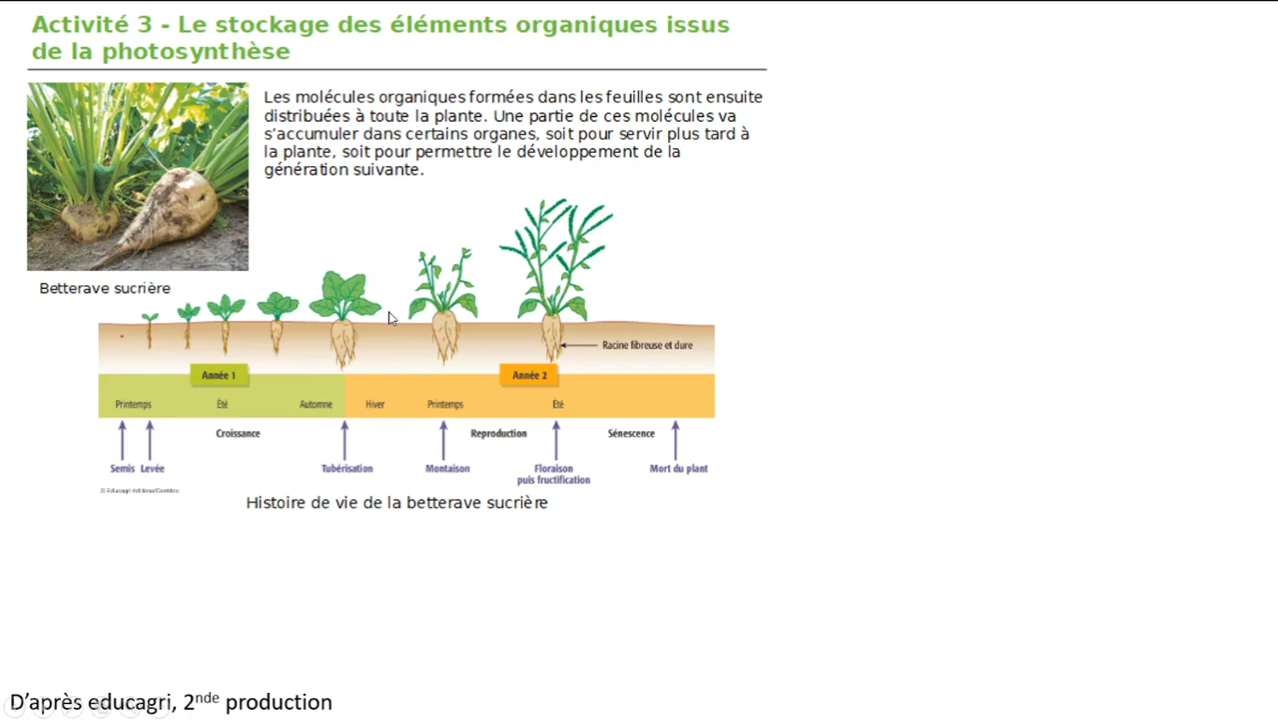 Activité 3 - Le stockage des éléments organiques issus
de la photosynthèse
Les molécules organiques formées dans les feuilles sont ensuite
distribuées à toute la plante. Une partie de ces molécules va
s'accumuler dans certains organes, soit pour servir plus tard à
la plante, soit pour permettre le développement de la
génération suivante.
Betterave sucrière
Racine fibreuse et dure
Année 1 Année 2
Printemps Été Automne Hiver Printemps Été
Croissance Reproduction Sénescence
Semis Levée Tubérisation Montaison Floraison Mort du plant
puis fructification
Histoire de vie de la betterave sucrière
D'après educagri, 2nde production